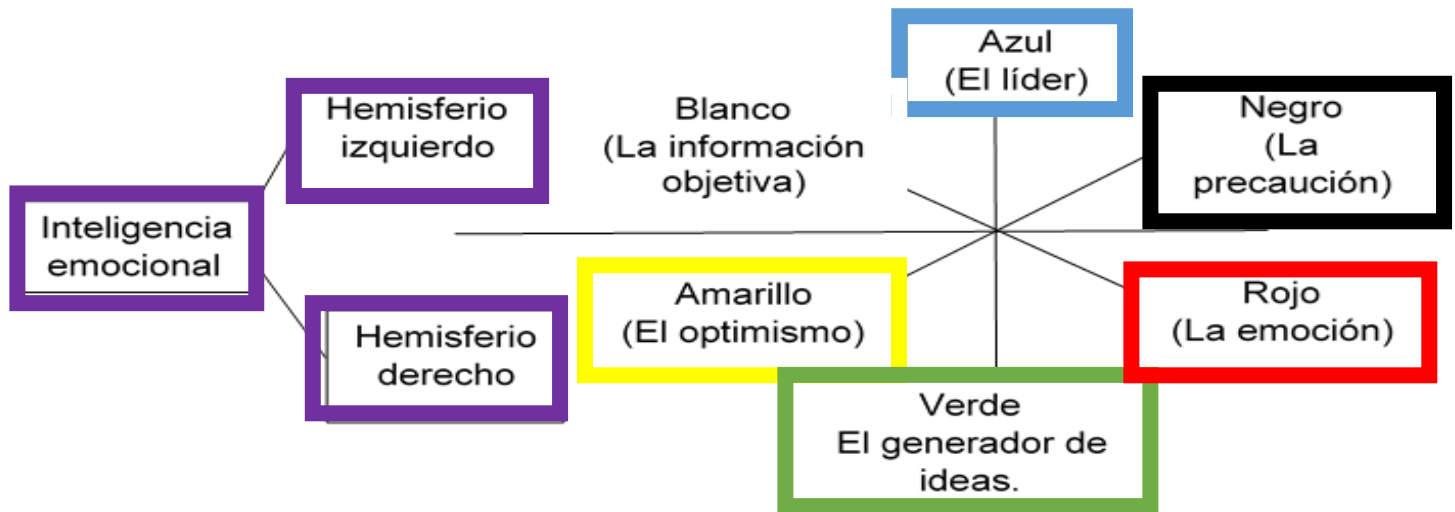 Inteligencia
emocional
Hemisferio
izquierdo
Hemisferio
derecho
Blanco
(La información
objetiva)
Azul
(El líder)
Negro
(La
precaución)
Amarillo
(El optimismo)
Rojo
(La emoción)
Verde
El generador de
ideas.